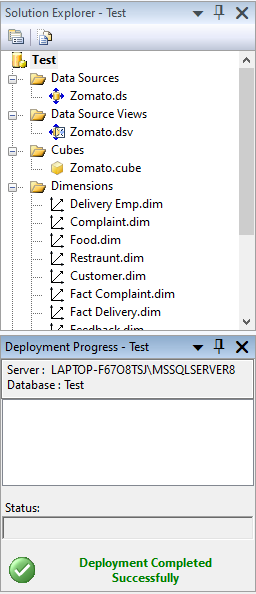 Solution Explorer - Test
Test
Data Sources
Zomato.ds
Data Source Views
Zomato.dsv
Cubes
Zomato.cube
Dimensions
Delivery Emp.dim
Complaint.dim
Food.dim
Restraunt.dim
Customer.dim
Fact Complaint.dim
Fact Delivery.dim
Feedback.dim
Deployment Progress - Test
Server : LAPTOP-F67O8TSJ\MSSQLSERVER8
Database : Test
Status:
Deployment Completed
Successfully